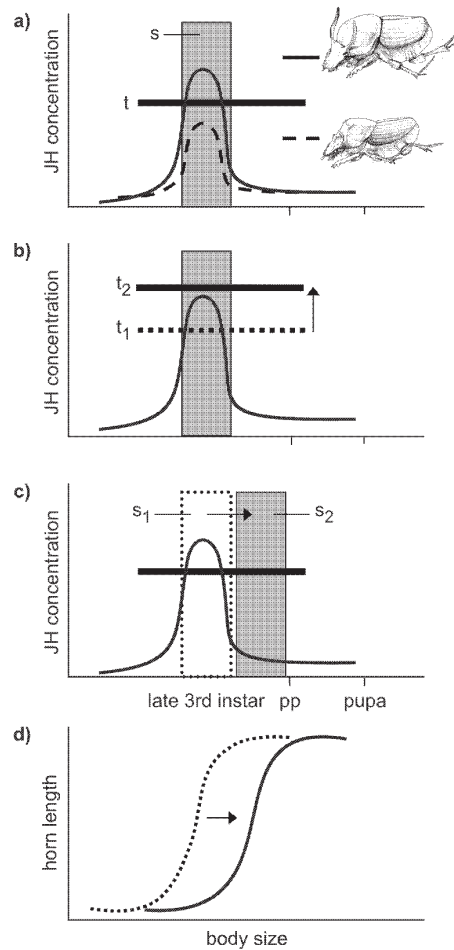 a)
s
t
JH concentration
b)
t2
t1
JH concentration
c)
s1
s2
JH concentration
late 3rd instar pp pupa
d)
horn length
body size